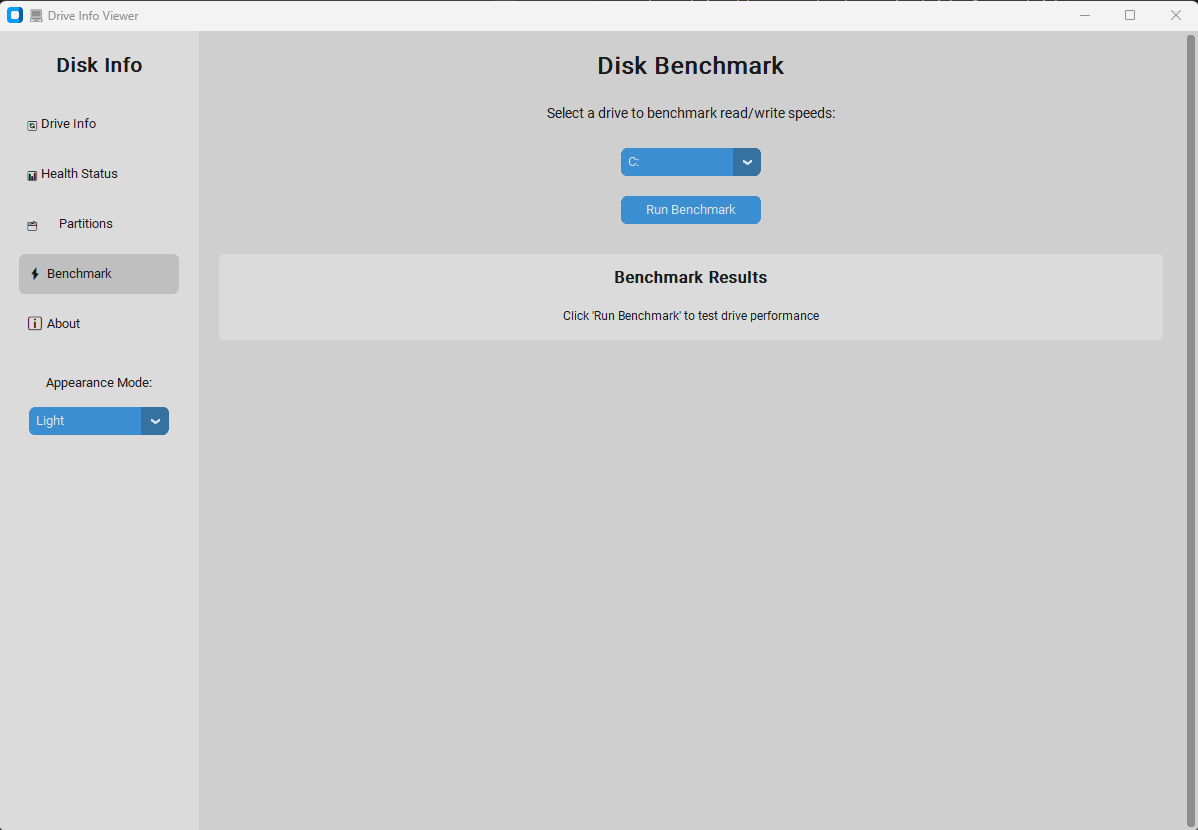 Drive Info Viewer
Disk Info
Drive Info
Health Status
Partitions
Benchmark
About
Appearance Mode:
Light
Disk Benchmark
Select a drive to benchmark read/write speeds:
C:
Run Benchmark
Benchmark Results
Click 'Run Benchmark' to test drive performance